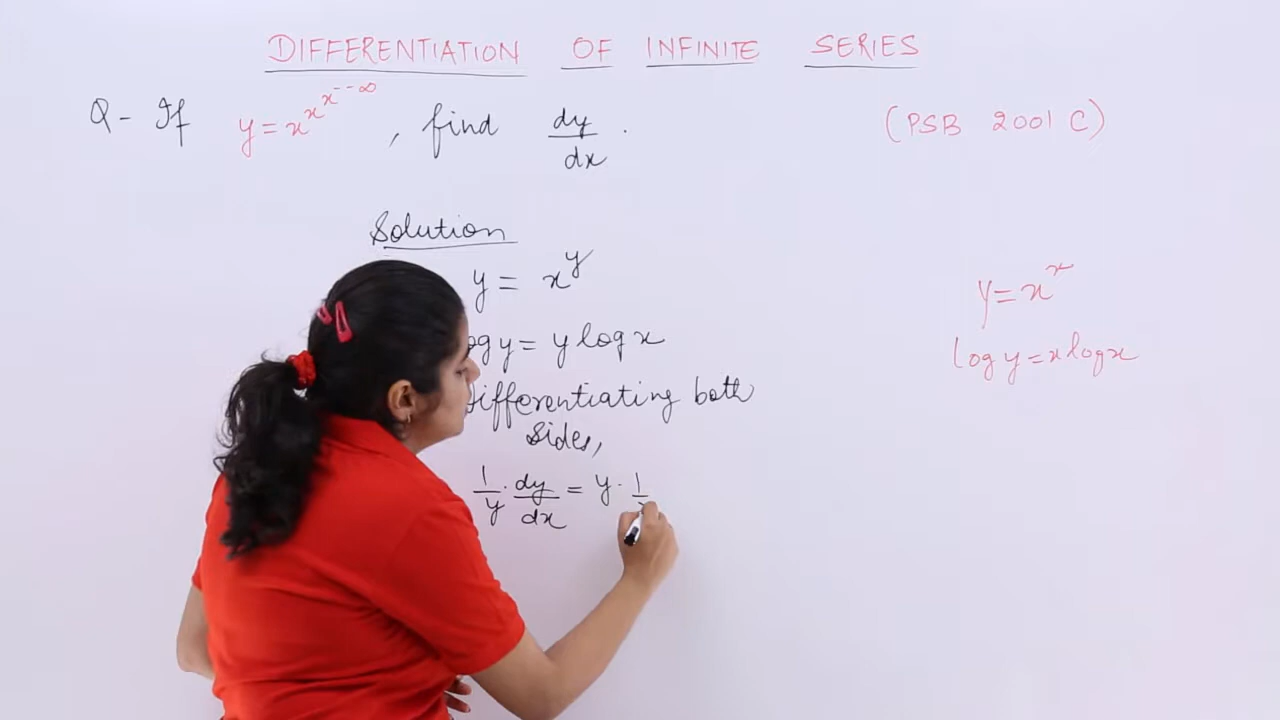 DIFFERENTIATION OF INFINITE SERIES
Q - If y = x^x^x^--∞, find dy/dx. (PSB 2001 C)
Solution
y = x^y
y = x^x
y = y log x
log y = x log x
Differentiating both
sides,
1/y · dy/dx = y · 1/